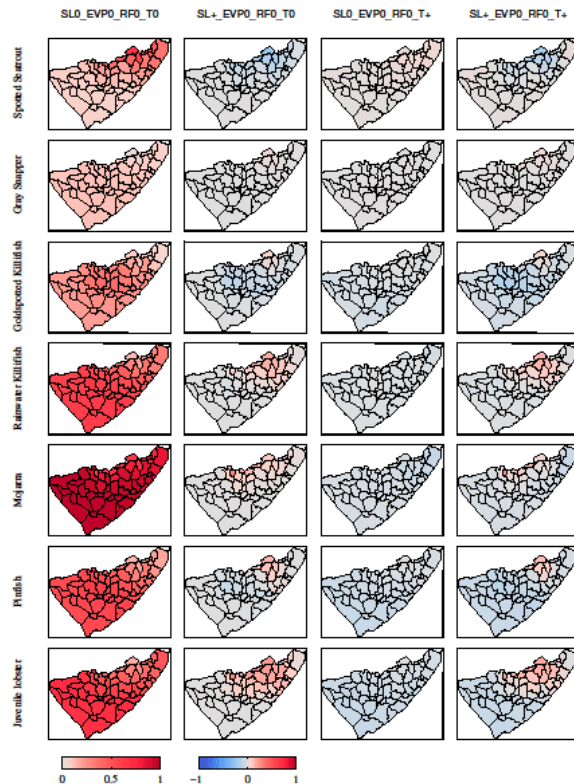 SL0_EVP0_RF0_T0 SL+_EVP0_RF0_T0 SL0_EVP0_RF0_T+ SL+_EVP0_RF0_T+
Spotted Seatrout
Gray Snapper
Goldspotted Killifish
Rainwater Killifish
Mojarra
Pinfish
Juvenile lobster
0 0.5 1 −1 0 1